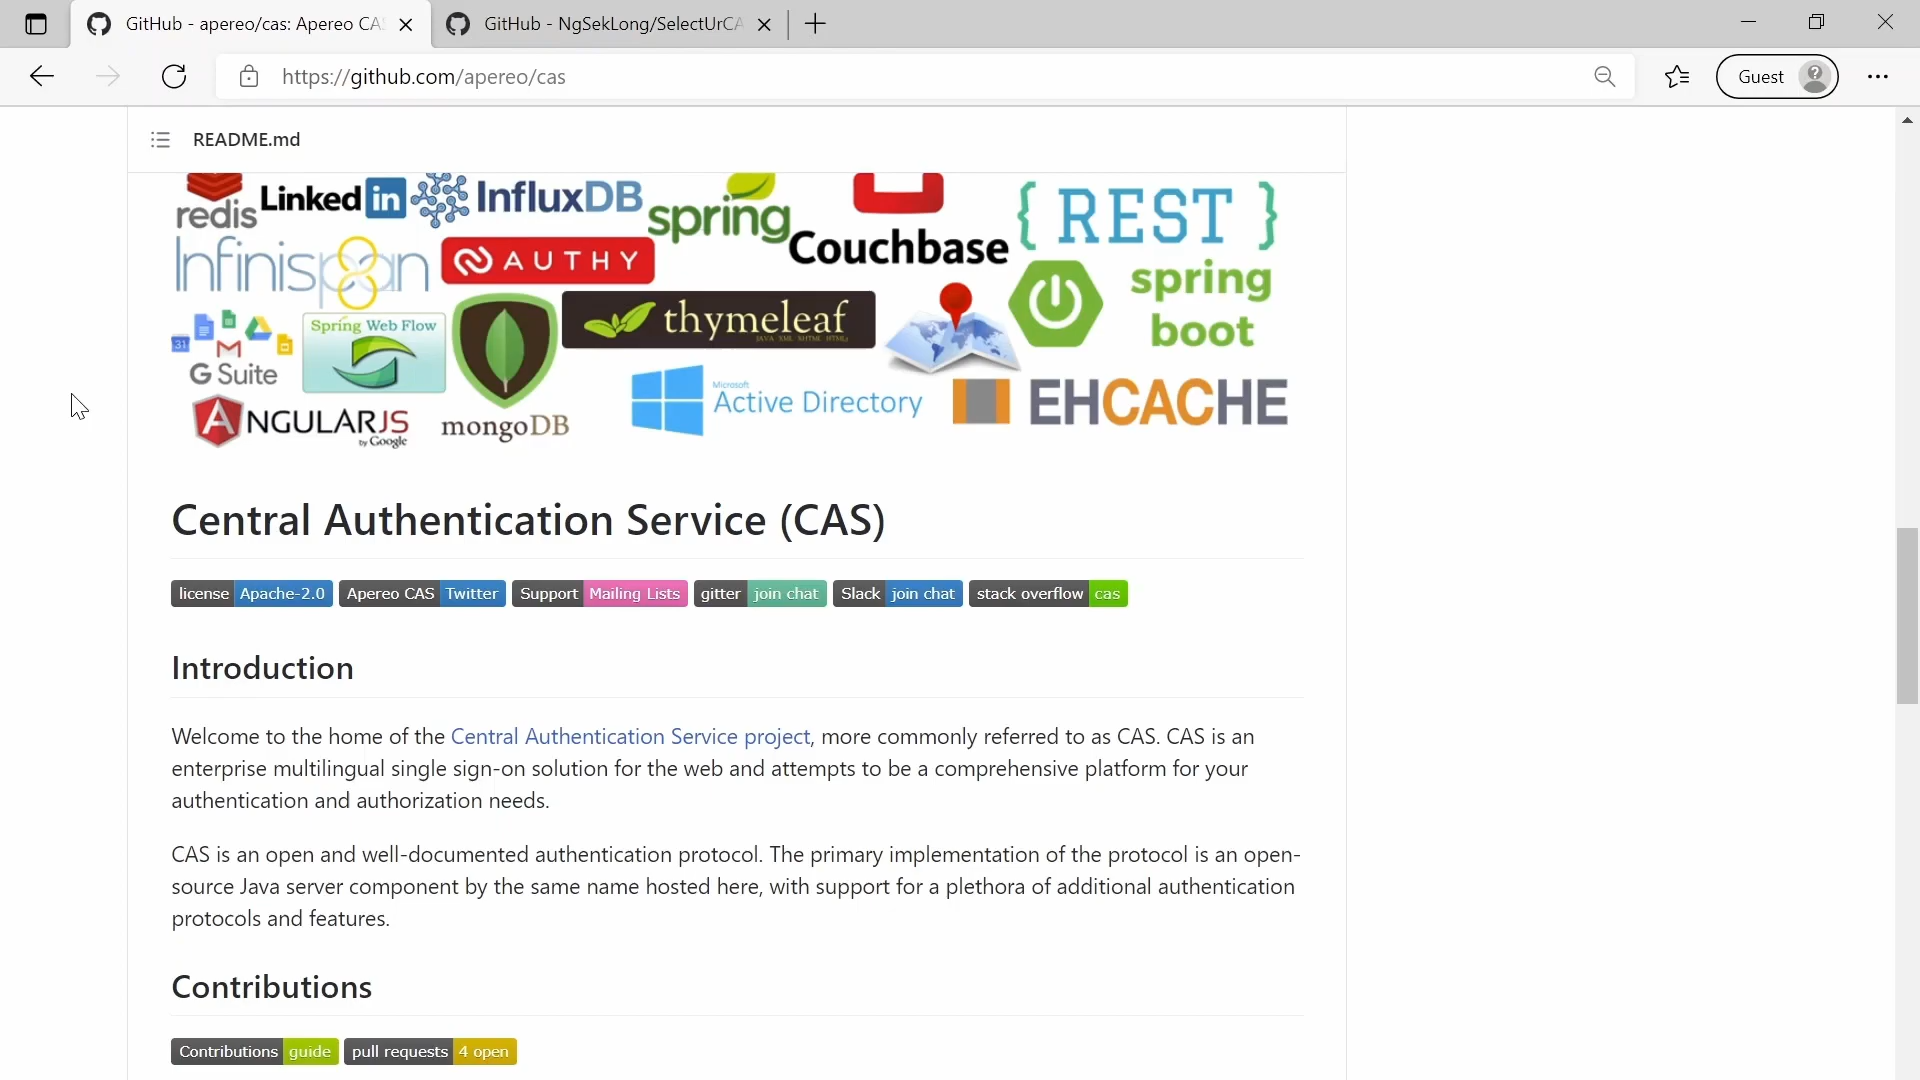 GitHub - apereo/cas: Apereo CA
GitHub - NgSekLong/SelectUrCA
https://github.com/apereo/cas
Guest
README.md
redis
Linked in
InfluxDB
spring
Couchbase
{ REST }
Infinispan
AUTHY
spring
boot
31
G Suite
Spring Web Flow
thymeleaf
JAVA XML XHTML HTML5
ANGULARJS
by Google
mongoDB
Microsoft
Active Directory
EHCACHE
Central Authentication Service (CAS)
license Apache-2.0 Apereo CAS Twitter Support Mailing Lists gitter join chat Slack join chat stack overflow cas
Introduction
Welcome to the home of the Central Authentication Service project, more commonly referred to as CAS. CAS is an
enterprise multilingual single sign-on solution for the web and attempts to be a comprehensive platform for your
authentication and authorization needs.
CAS is an open and well-documented authentication protocol. The primary implementation of the protocol is an open-
source Java server component by the same name hosted here, with support for a plethora of additional authentication
protocols and features.
Contributions
Contributions guide pull requests 4 open